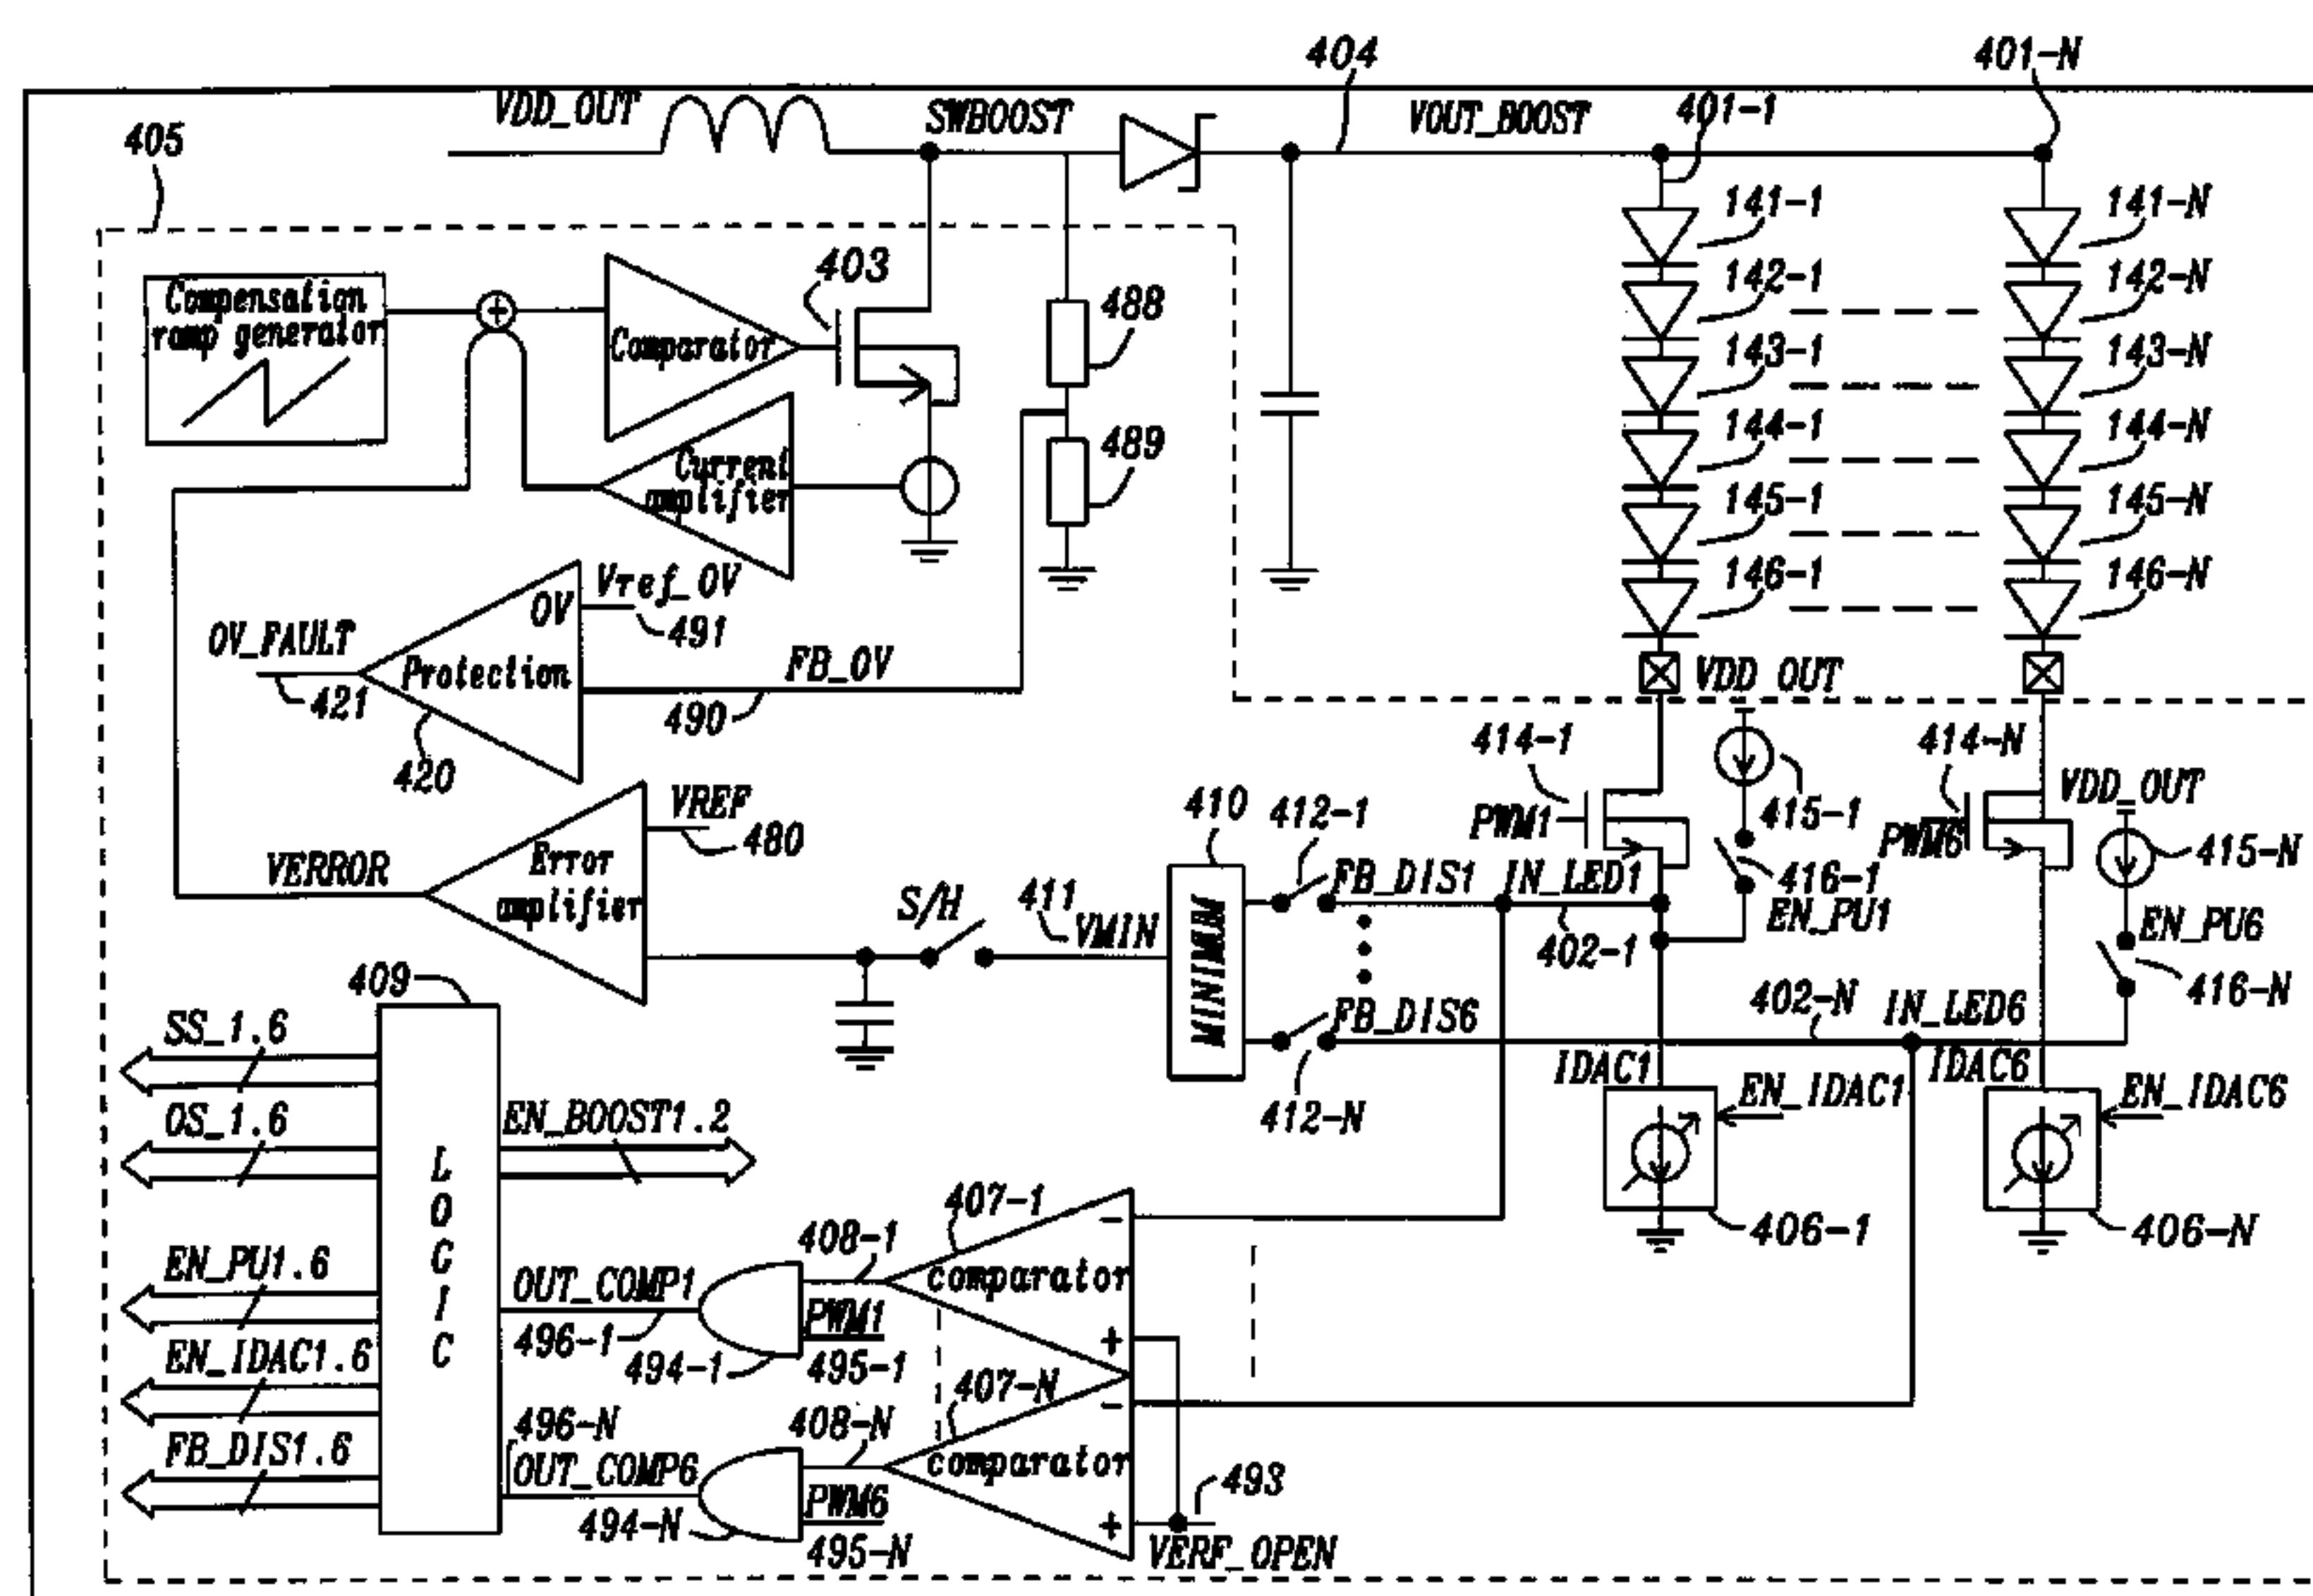 404
401-N
VDD_OUT
SWBOOST
VOUT_BOOST
401-1
405
141-1
141-N
403
Compensation
ramp generator
+
Comparator
488
142-1
142-N
143-1
143-N
489
144-1
144-N
Current
amplifier
145-1
145-N
Vref_OV
OV
491
146-1
146-N
OV_FAULT
Protection
FB_OV
421
490
VDD_OUT
420
414-1
414-N
VDD_OUT
VREF
480
410
412-1
PWM1
415-1
PWM6
415-N
VERROR
Error
amplifier
S/H
411
VMIN
MINIMIM
FB_DIS1
IN_LED1
416-1
EN_PU1
402-1
EN_PU6
416-N
409
402-N
IN_LED6
SS_1.6
FB_DIS6
IDAC1
IDAC6
412-N
EN_IDAC1
EN_IDAC6
OS_1.6
EN_BOOST1.2
LOGIC
407-1
406-1
406-N
408-1
-
EN_PU1.6
OUT_COMP1
comparator
PWM1
496-1
494-1
495-1
+
EN_IDAC1.6
407-N
-
496-N
408-N
FB_DIS1.6
OUT_COMP6
comparator
PWM6
493
494-N
495-N
+
VERF_OPEN